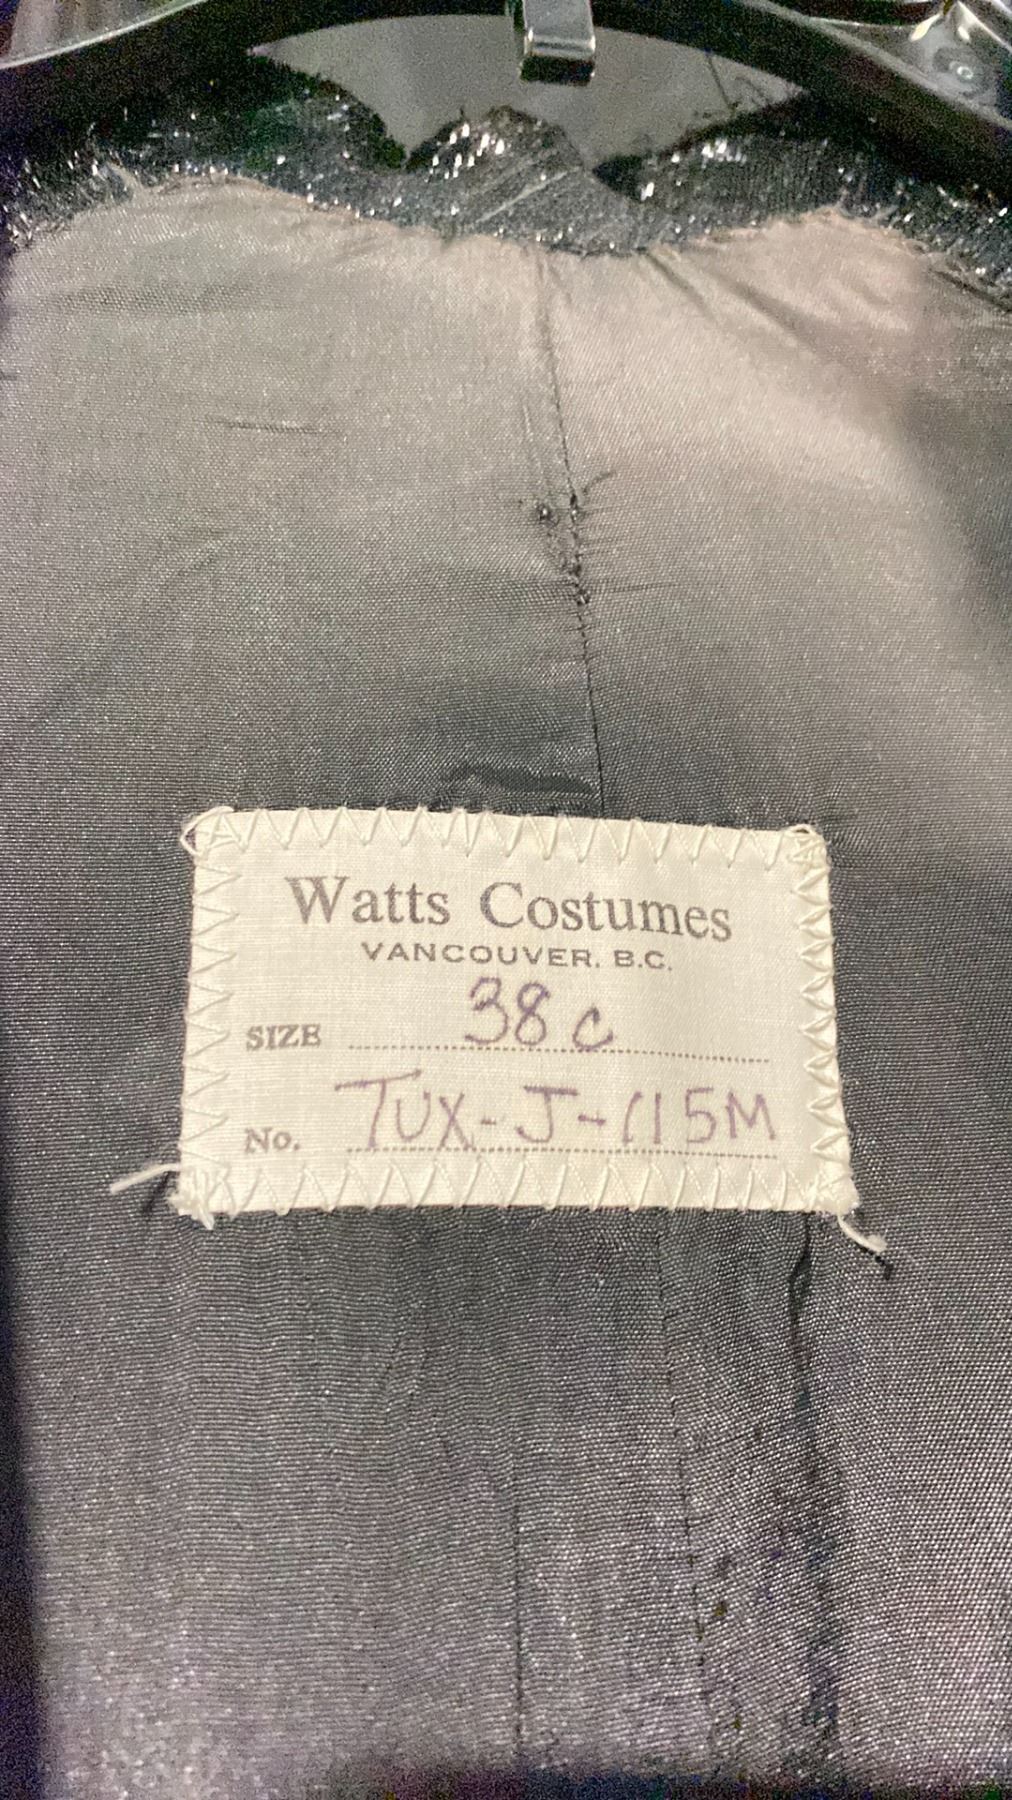 Watts Costumes
VANCOUVER, B.C.
SIZE 38 c
No. TUX-J-115M